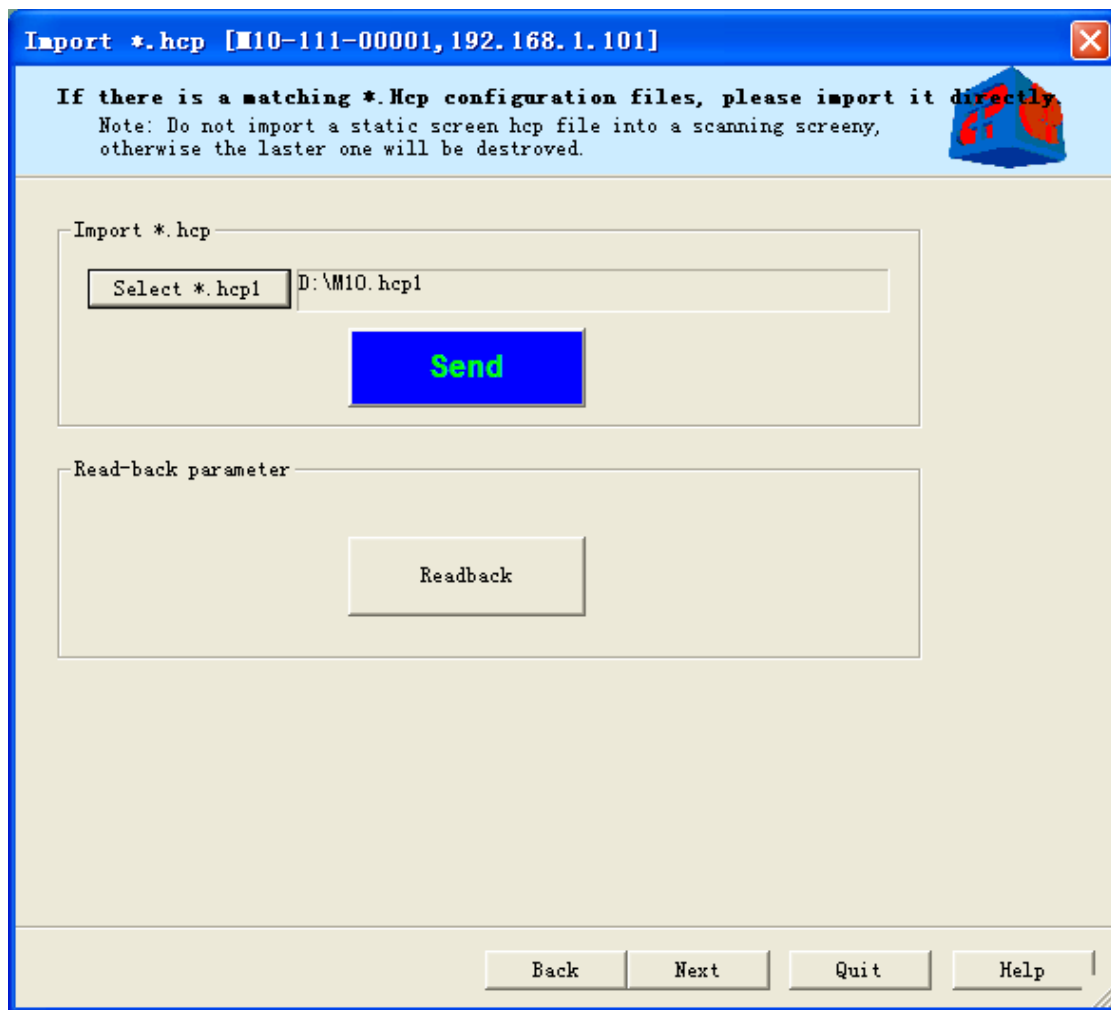 Import *.hcp [M10-111-00001,192.168.1.101]
If there is a matching *.Hcp configuration files, please import it directly.
Note: Do not import a static screen hcp file into a scanning screeny,
otherwise the laster one will be destroved.
Import *.hcp
Select *.hcp1 D:\M10.hcp1
Send
Read-back parameter
Readback
Back Next Quit Help